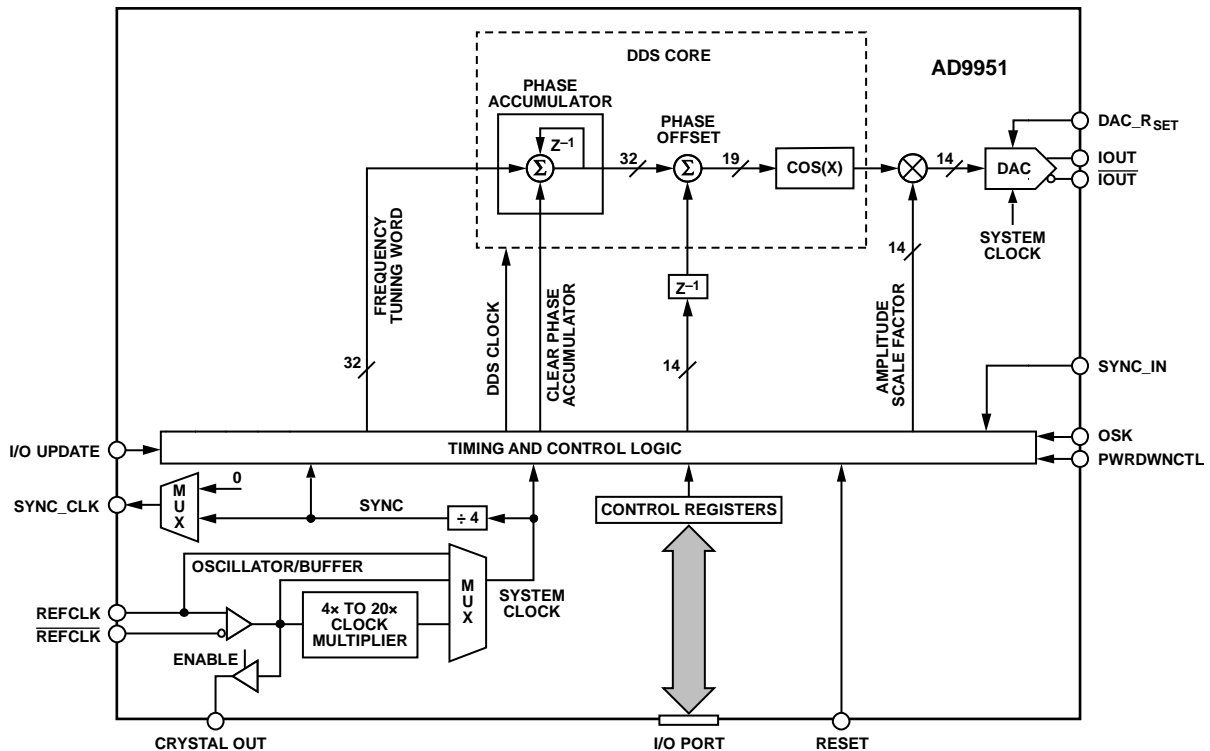 DDS CORE
AD9951
PHASE
ACCUMULATOR
PHASE
OFFSET
DAC_RSET
Z–1
32
19
14
IOUT
IOUT
Σ
Σ
COS(X)
DAC
SYSTEM
CLOCK
FREQUENCY
TUNING WORD
DDS CLOCK
CLEAR PHASE
ACCUMULATOR
Z–1
14
AMPLITUDE
SCALE FACTOR
32
14
SYNC_IN
I/O UPDATE
TIMING AND CONTROL LOGIC
OSK
PWRDWNCTL
SYNC_CLK
MUX
0
SYNC
÷ 4
CONTROL REGISTERS
OSCILLATOR/BUFFER
MUX
SYSTEM
CLOCK
REFCLK
REFCLK
4× TO 20×
CLOCK
MULTIPLIER
ENABLE
CRYSTAL OUT
I/O PORT
RESET